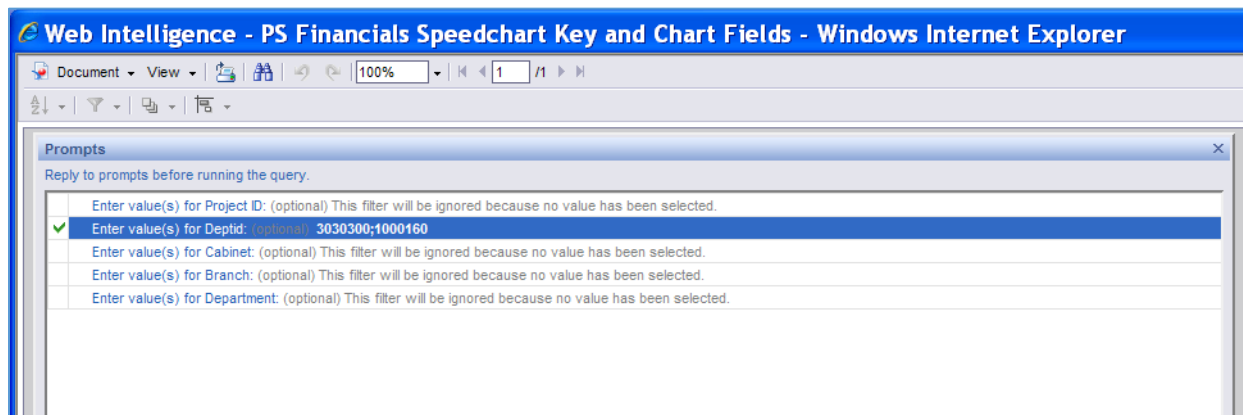 Web Intelligence - PS Financials Speedchart Key and Chart Fields - Windows Internet Explorer
Document View 100% 1 /1
Prompts
Reply to prompts before running the query.
Enter value(s) for Project ID: (optional) This filter will be ignored because no value has been selected.
Enter value(s) for Deptid: (optional) 3030300;1000160
Enter value(s) for Cabinet: (optional) This filter will be ignored because no value has been selected.
Enter value(s) for Branch: (optional) This filter will be ignored because no value has been selected.
Enter value(s) for Department: (optional) This filter will be ignored because no value has been selected.